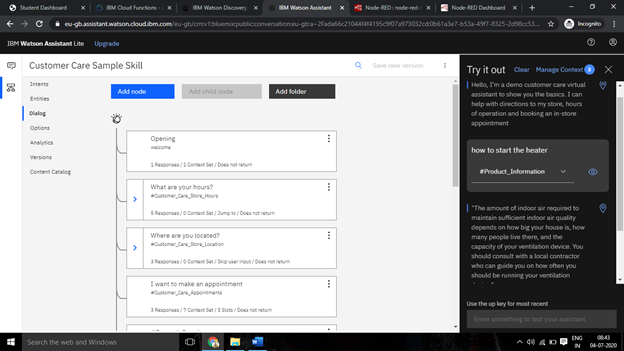 Student Dashboard
IBM Cloud Functions -
IBM Watson Discovery
IBM Watson Assistant
Node-RED : node-red-
Node-RED Dashboard
eu-gb.assistant.watson.cloud.ibm.com/eu-gb/
Incognito
IBM Watson Assistant Lite
Upgrade
Customer Care Sample Skill
Save new version
Intents
Entities
Dialog
Options
Analytics
Versions
Content Catalog
Add node
Add child node
Add folder
Opening
welcome
1 Responses / 1 Context Set / Does not return
What are your hours?
#Customer_Care_Store_Hours
5 Responses / 0 Context Set / Jump to / Does not return
Where are you located?
#Customer_Care_Store_Location
3 Responses / 0 Context Set / Skip user input / Does not return
I want to make an appointment
#Customer_Care_Appointments
3 Responses / 7 Context Set / 5 Slots / Does not return
Try it out
Clear
Manage Context
3
Hello, I'm a demo customer care virtual
assistant to show you the basics. I can
help with directions to my store, hours
of operation and booking an in-store
appointment
how to start the heater
#Product_Information
"The amount of indoor air required to
maintain sufficient indoor air quality
depends on how big your house is, how
many people live there, and the
capacity of your ventilation device. You
should consult with a local contractor
who can guide you on how often you
should be running your ventilation
Use the up key for most recent
Enter something to test your assistant
Search the web and Windows
ENG
IN
08:43
04-07-2020